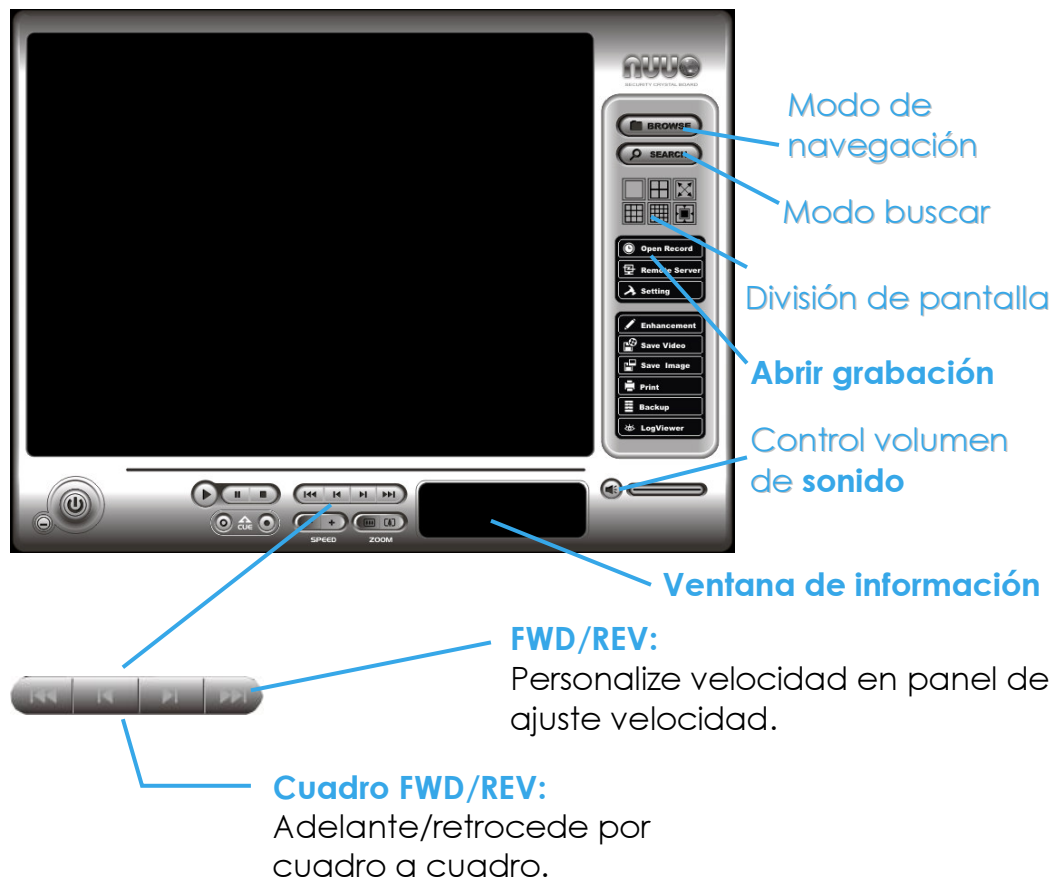 nuuo
SECURITY CRYSTAL BOARD
BROWSE
SEARCH
Open Record
Remote Server
Setting
Enhancement
Save Video
Save Image
Print
Backup
LogViewer
CUE
SPEED
ZOOM
Modo de
navegación
Modo buscar
División de pantalla
Abrir grabación
Control volumen
de sonido
Ventana de información
FWD/REV:
Personalize velocidad en panel de
ajuste velocidad.
Cuadro FWD/REV:
Adelante/retrocede por
cuadro a cuadro.